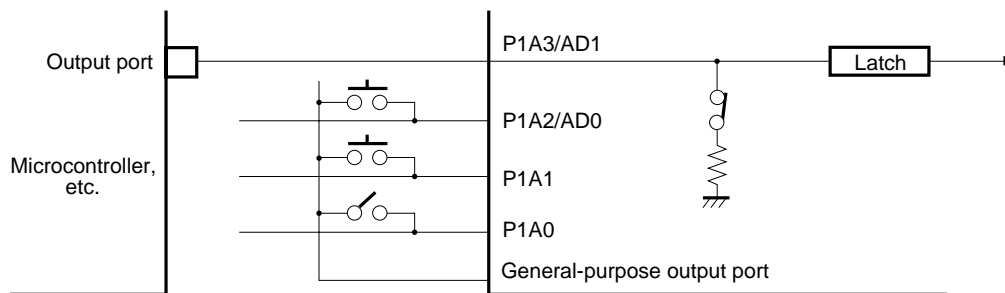 P1A3/AD1
Output port
Latch
P1A2/AD0
Microcontroller,
etc.
P1A1
P1A0
General-purpose output port